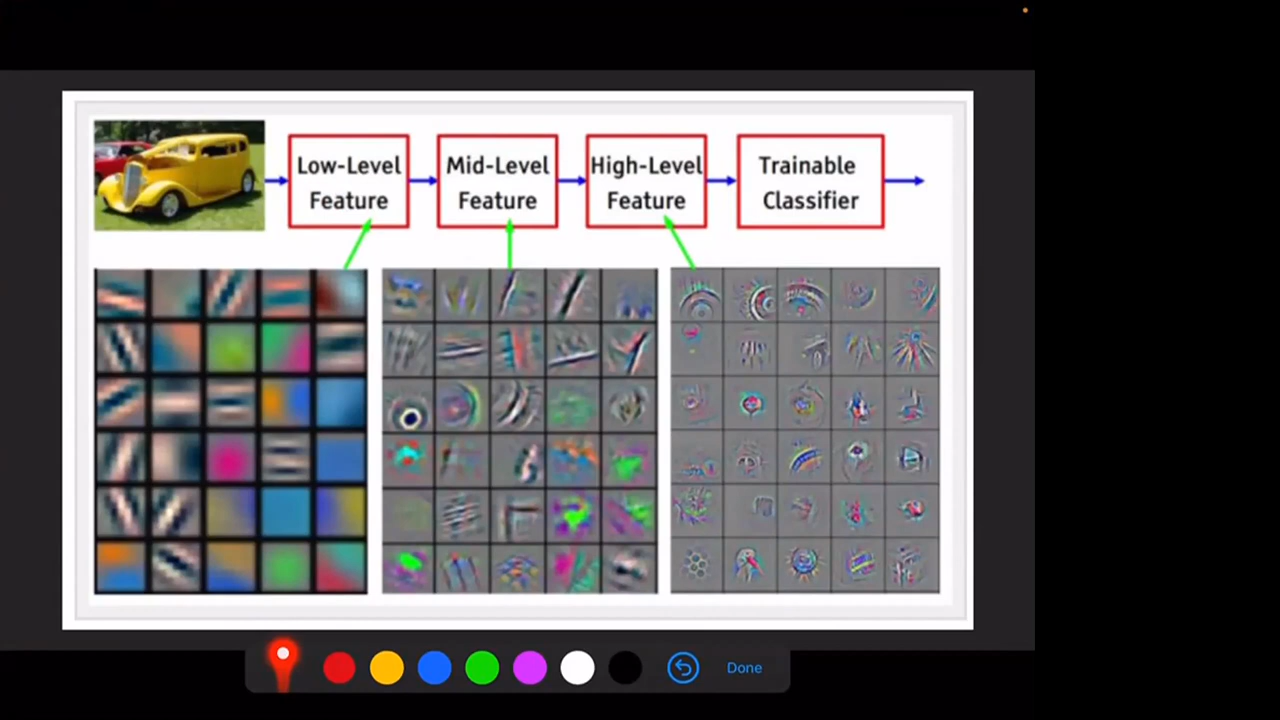 Low-Level
Feature
Mid-Level
Feature
High-Level
Feature
Trainable
Classifier
Done